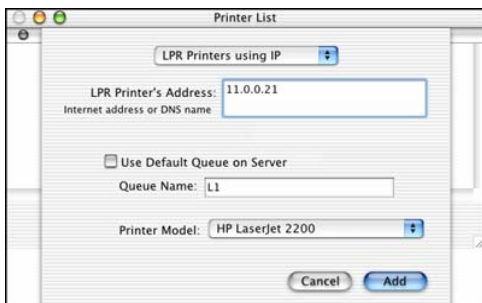 Printer List
LPR Printers using IP
LPR Printer's Address: 11.0.0.21
Internet address or DNS name
Use Default Queue on Server
Queue Name: L1
Printer Model: HP LaserJet 2200
Cancel Add